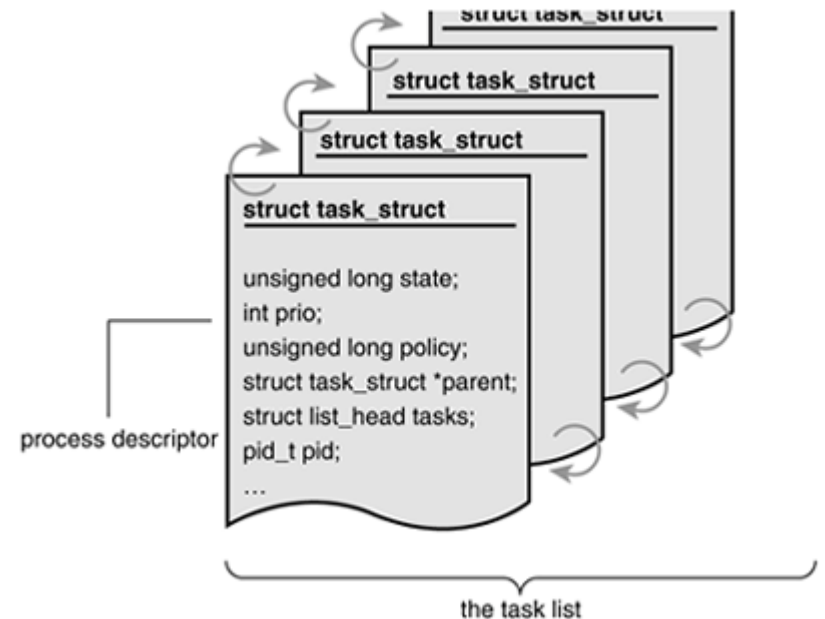 struct task_struct
struct task_struct
struct task_struct
struct task_struct
unsigned long state;
int prio;
unsigned long policy;
struct task_struct *parent;
struct list_head tasks;
pid_t pid;
...
process descriptor
the task list